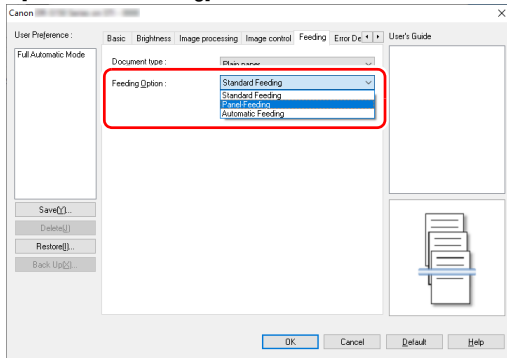 Canon
User Preference :
Full Automatic Mode
Basic Brightness Image processing Image control Feeding Error De
User's Guide
Document type :
Plain paper
Feeding Option :
Standard Feeding
Standard Feeding
Panel-Feeding
Automatic Feeding
Save(Y)...
Delete(J)
Restore(I)...
Back Up(X)...
OK Cancel Default Help